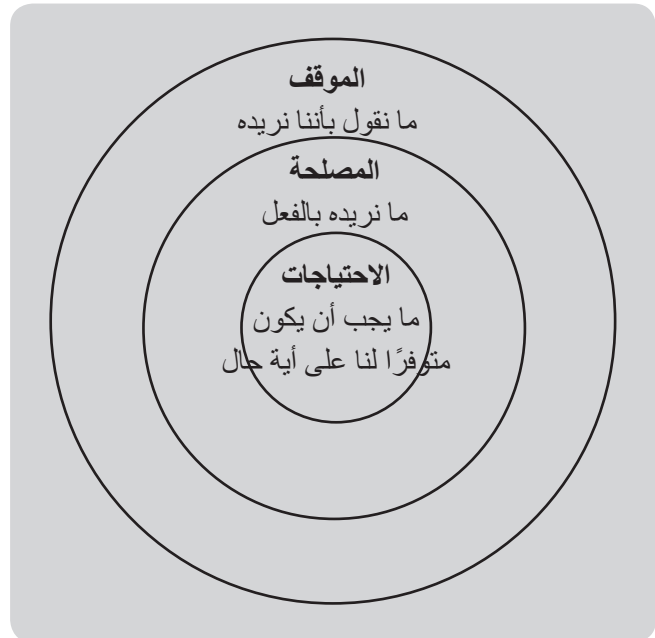 الموقف
ما نقول بأننا نريده
المصلحة
ما نريده بالفعل
الاحتياجات
ما يجب أن يكون
متوفرًا لنا على أية حال